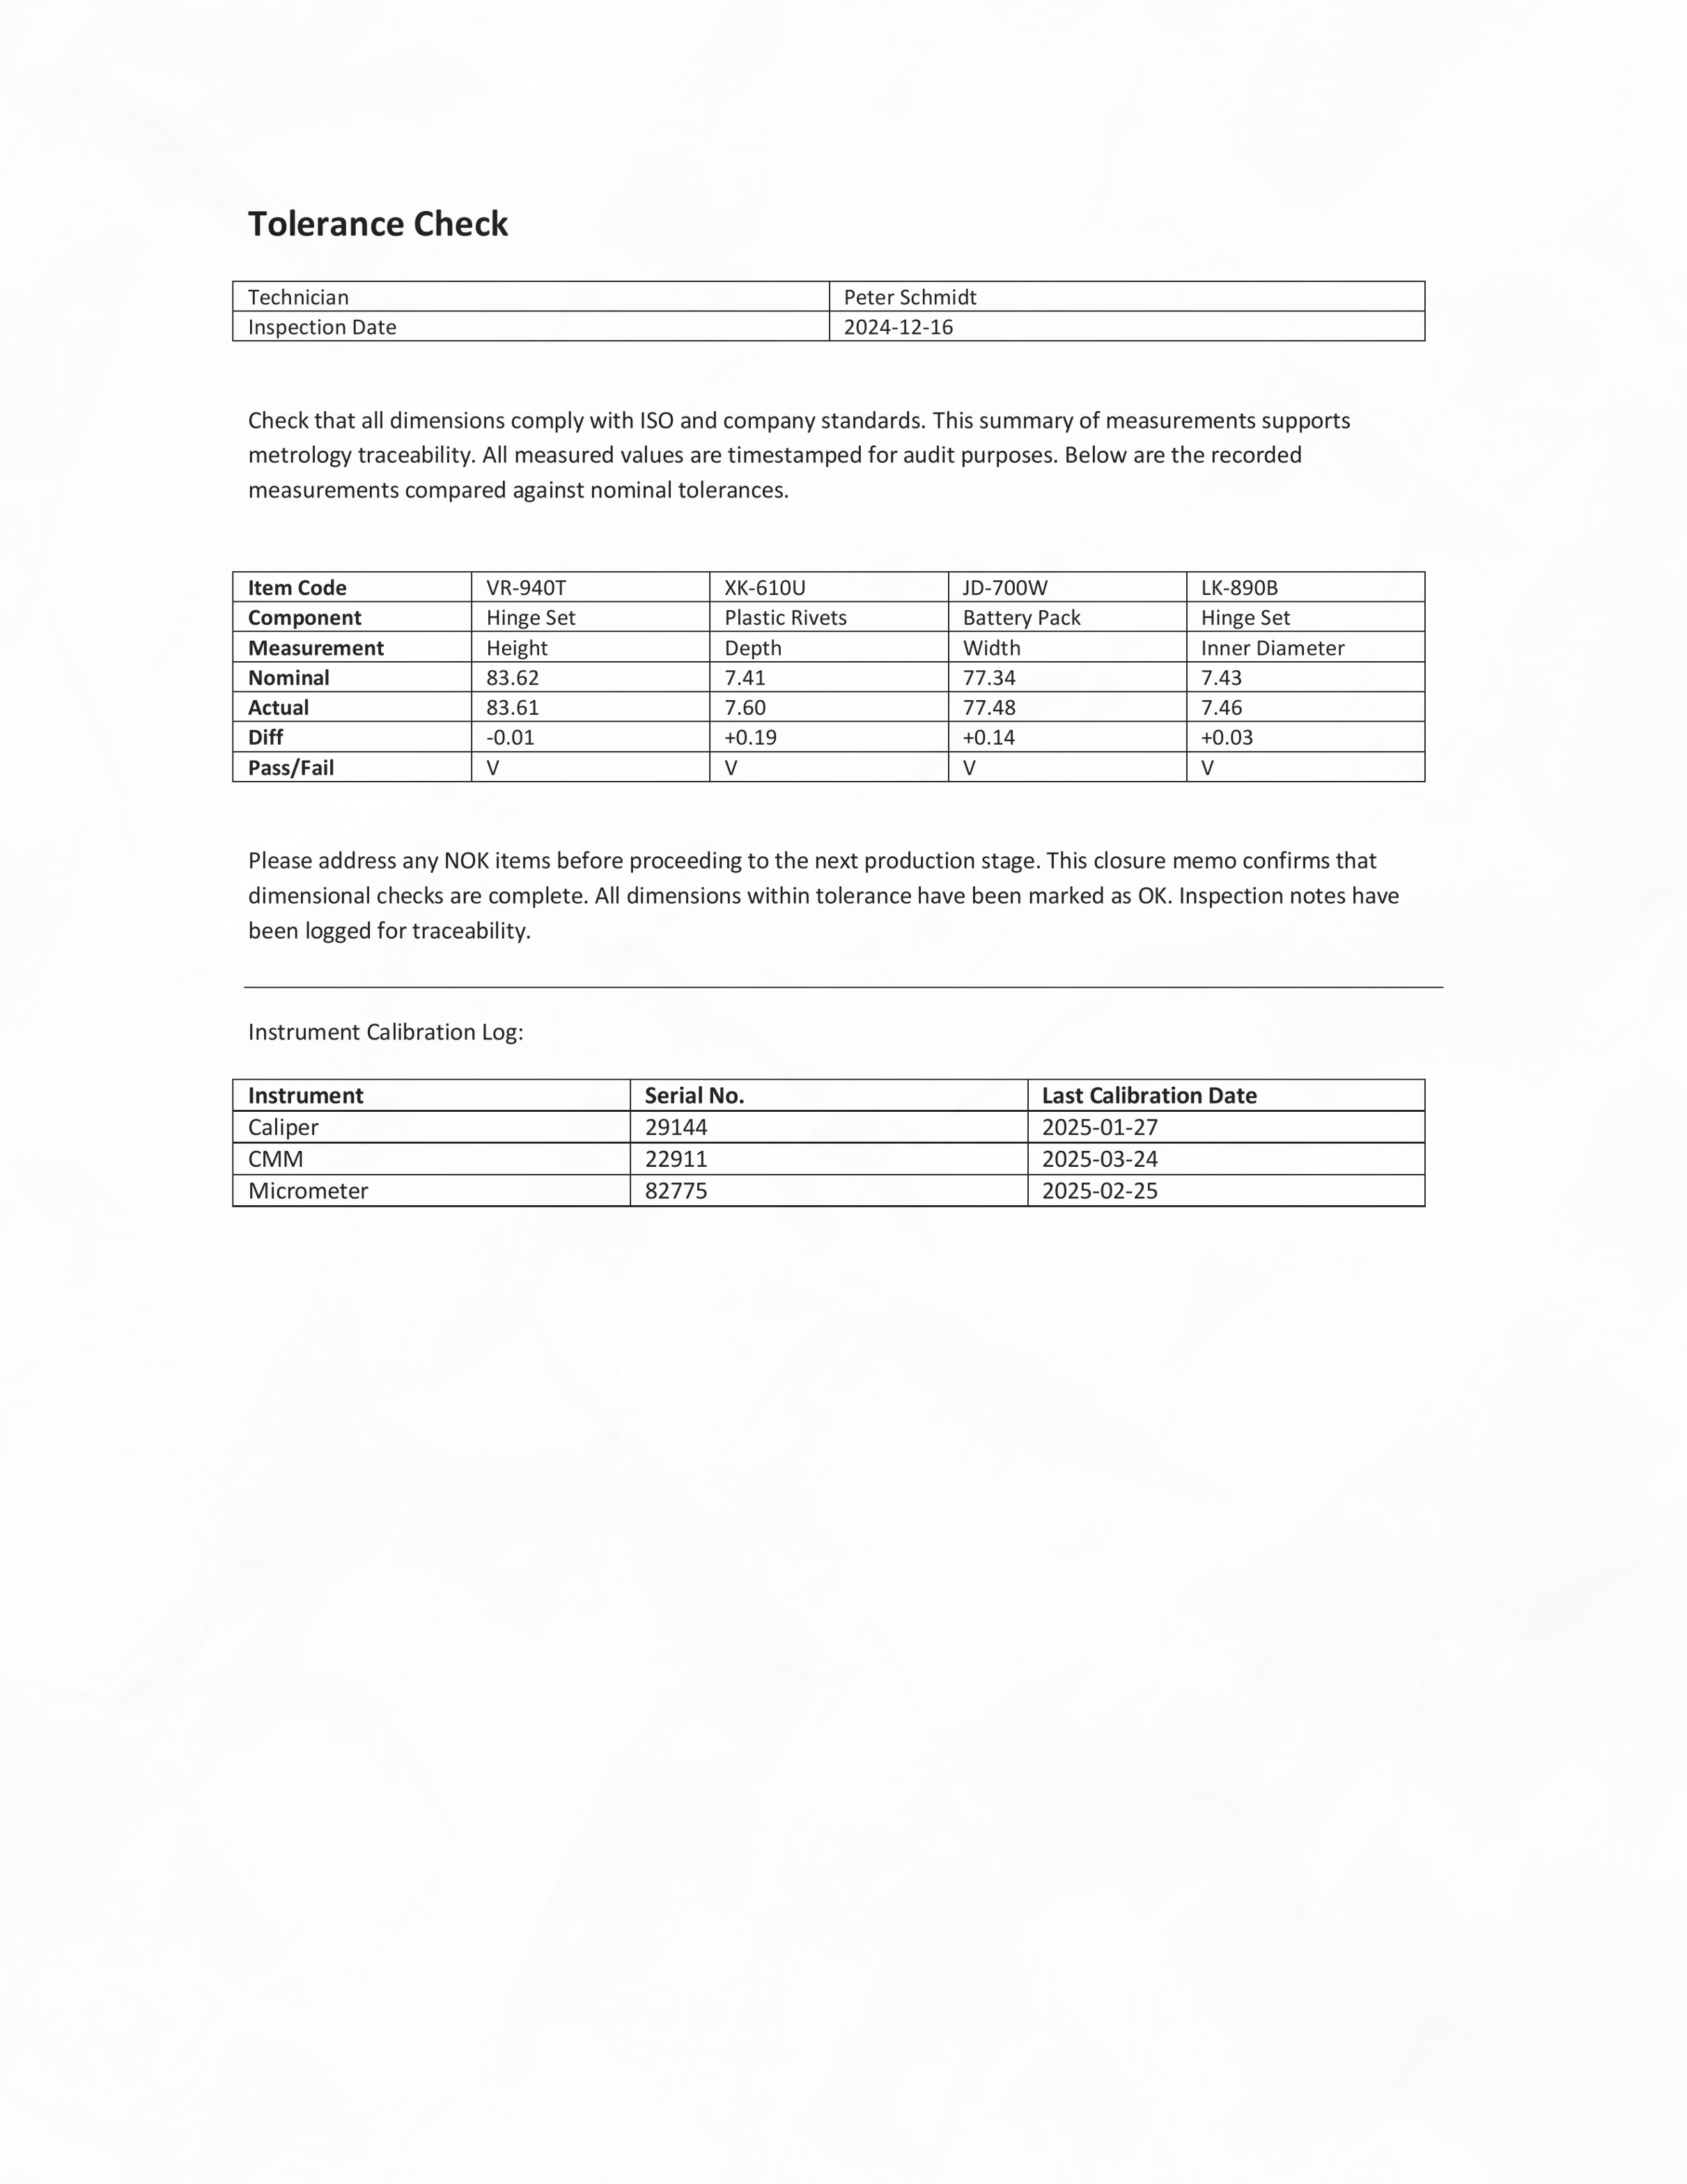 Tolerance Check
Technician Peter Schmidt
Inspection Date 2024-12-16
Check that all dimensions comply with ISO and company standards. This summary of measurements supports
metrology traceability. All measured values are timestamped for audit purposes. Below are the recorded
measurements compared against nominal tolerances.
Item Code VR-940T XK-610U JD-700W LK-890B
Component Hinge Set Plastic Rivets Battery Pack Hinge Set
Measurement Height Depth Width Inner Diameter
Nominal 83.62 7.41 77.34 7.43
Actual 83.61 7.60 77.48 7.46
Diff -0.01 +0.19 +0.14 +0.03
Pass/Fail V V V V
Please address any NOK items before proceeding to the next production stage. This closure memo confirms that
dimensional checks are complete. All dimensions within tolerance have been marked as OK. Inspection notes have
been logged for traceability.
Instrument Calibration Log:
Instrument Serial No. Last Calibration Date
Caliper 29144 2025-01-27
CMM 22911 2025-03-24
Micrometer 82775 2025-02-25